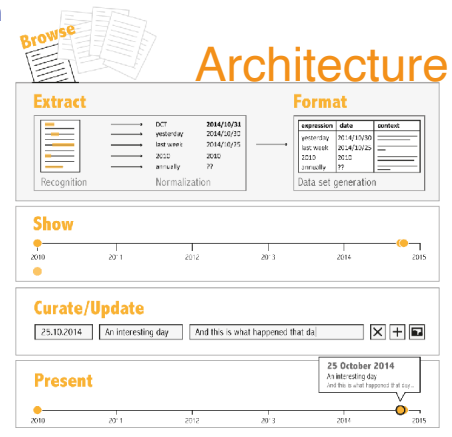 Browse
Architecture
Extract
Format
DCT 2014/10/31
yesterday 2014/10/30
last week 2014/10/25
2010 2010
annually ??
Recognition Normalization
expression date context
yesterday 2014/10/30
last week 2014/10/25
2010 2010
annually ??
Data set generation
Show
2010 2011 2012 2013 2014 2015
Curate/Update
25.10.2014 An interesting day And this is what happened that da
Present
25 October 2014
An interesting day
And this is what happened that day...
2010 2011 2012 2013 2014 2015